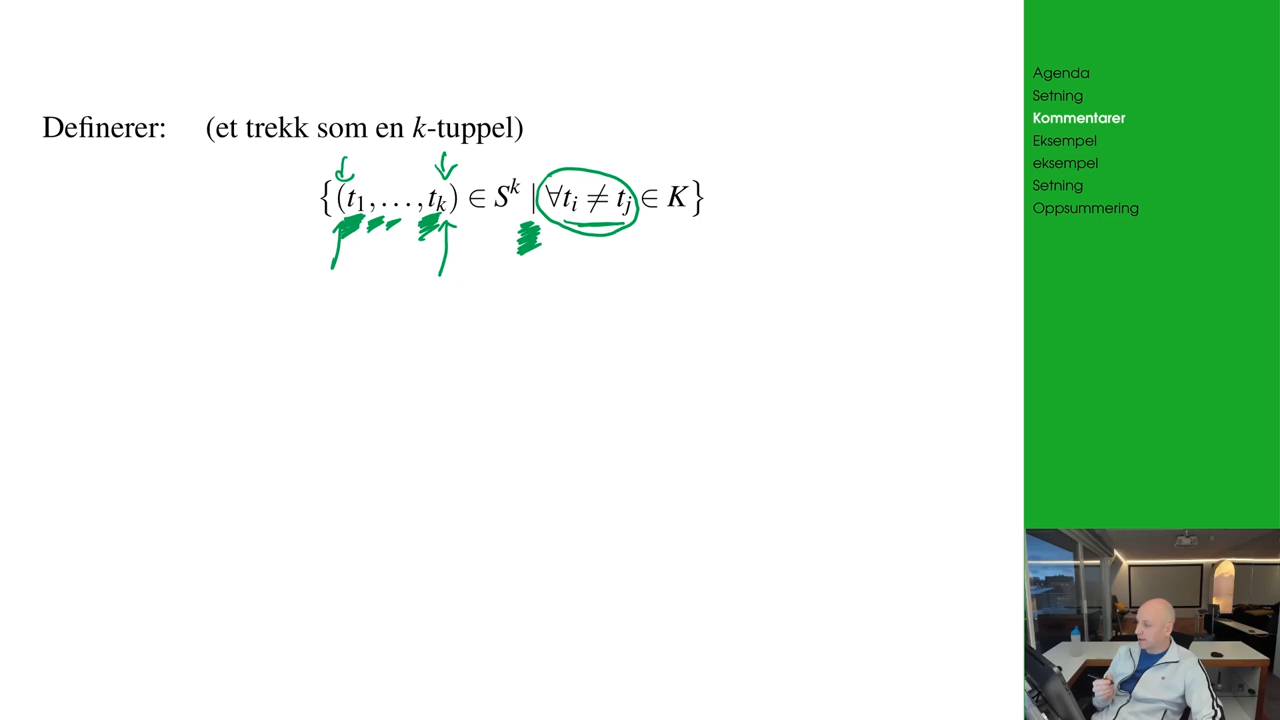 Definerer: (et trekk som en k-tuppel)
{(t₁,…,tₖ) ∈ Sᵏ | ∀tᵢ ≠ tⱼ ∈ K}
Agenda
Setning
Kommentarer
Eksempel
eksempel
Setning
Oppsummering